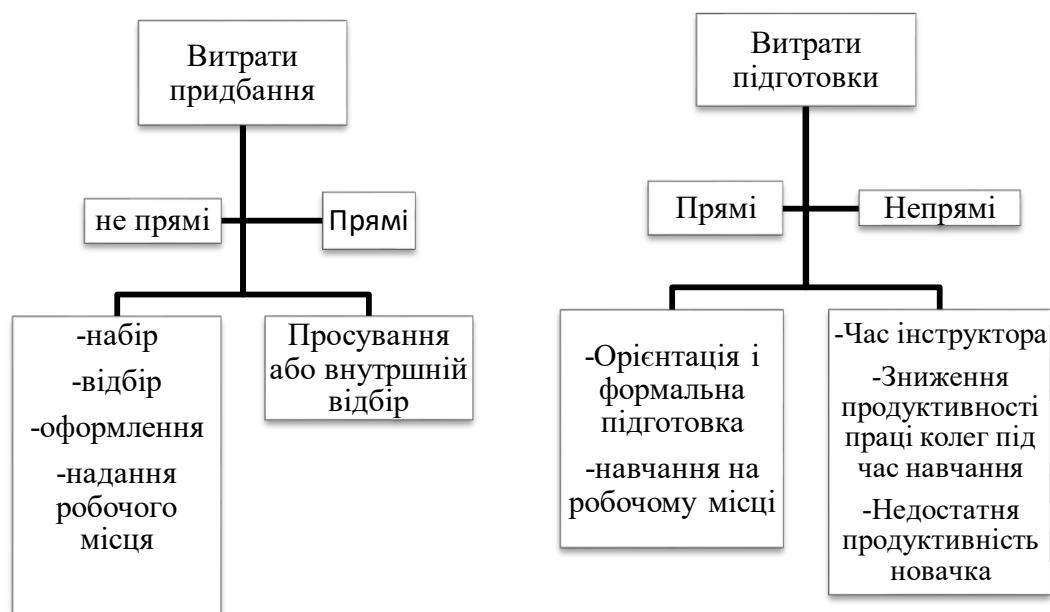 Витрати
придбання
не прямі
Прямі
-набір
-відбір
-оформлення
-надання
робочого
місця
Просування
або внутршній
відбір
Витрати
підготовки
Прямі
Непрямі
-Орієнтація і
формальна
підготовка
-навчання на
робочому місці
-Час інструктора
-Зниження
продуктивності
праці колег під
час навчання
-Недостатня
продуктивність
новачка